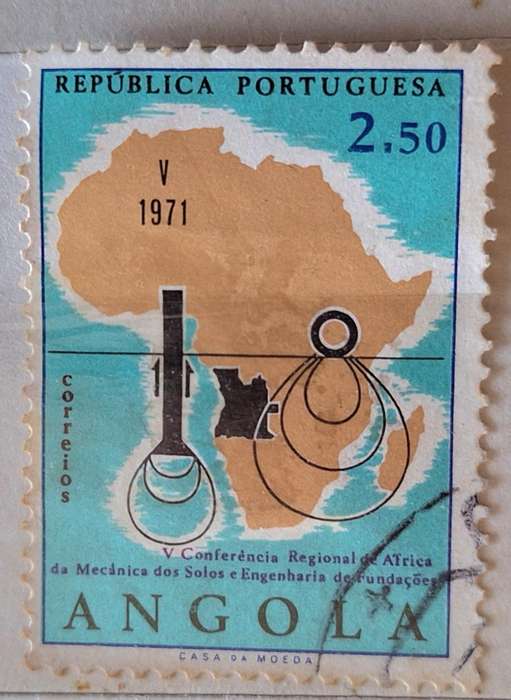 REPÚBLICA PORTUGUESA
2.50
V
1971
correios
V Conferência Regional de África
da Mecânica dos Solos e Engenharia de Fundações
ANGOLA
CASA DA MOEDA